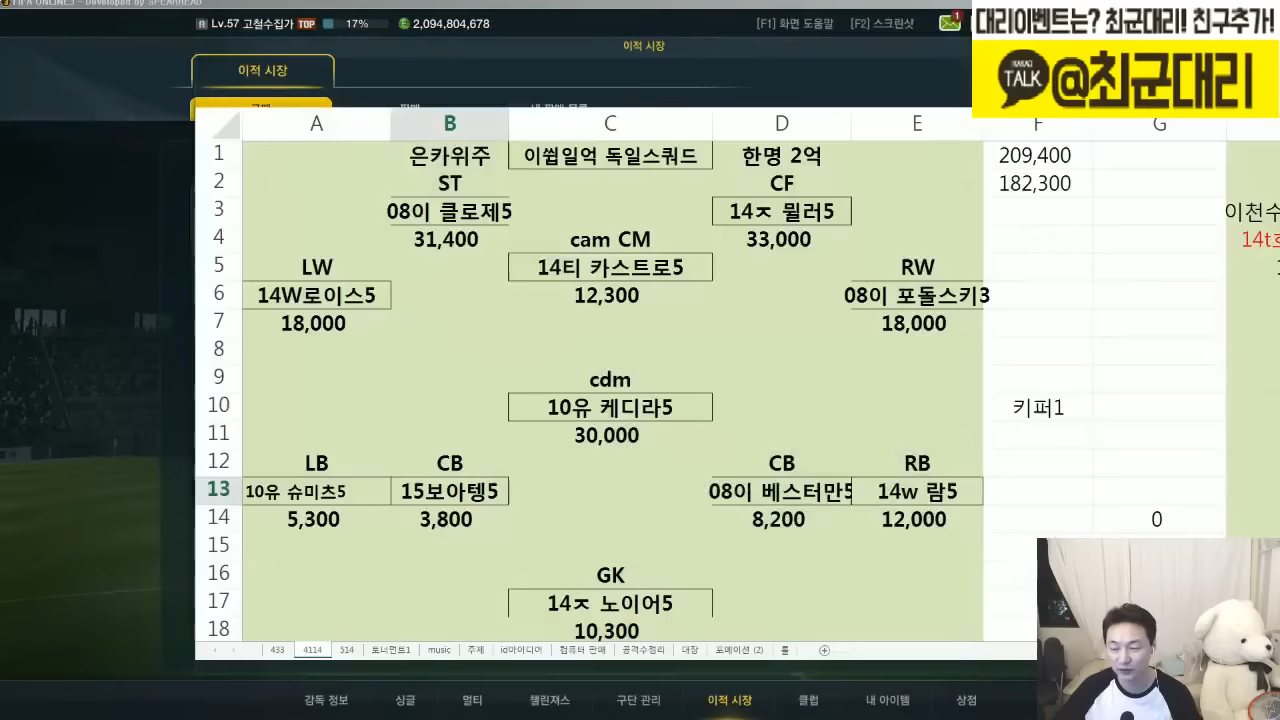 FIFA ONLINE3 - Developed by SPEARHEAD
Lv.57 고철수집가 TOP 17% 2,094,804,678 [F1] 화면 도움말 [F2] 스크린샷 1
대리이벤트는? 최군대리! 친구추가!
KAKAO TALK @최군대리
이적 시장
이적 시장
A B C D E F G
1 은카위주 이씹일억 독일스쿼드 한명 2억 209,400
2 ST CF 182,300
3 08이 클로제5 14ㅈ 뮐러5 이천수
4 31,400 cam CM 33,000
5 LW 14티 카스트로5 RW
6 14W로이스5 12,300 08이 포돌스키3
7 18,000 18,000
8
9 cdm
10 10유 케디라5 키퍼1
11 30,000
12 LB CB CB RB
13 10유 슈미츠5 15보아텡5 08이 베스터만5 14w 람5
14 5,300 3,800 8,200 12,000 0
15
16 GK
17 14ㅈ 노이어5
18 10,300
433 4114 514 토너먼트1 music 주제 id아이디어 컴퓨터 판매 공격수정리 대장 포메이션 (2) 룰
감독 정보 싱글 멀티 챌린져스 구단 관리 이적 시장 클럽 내 아이템 상점